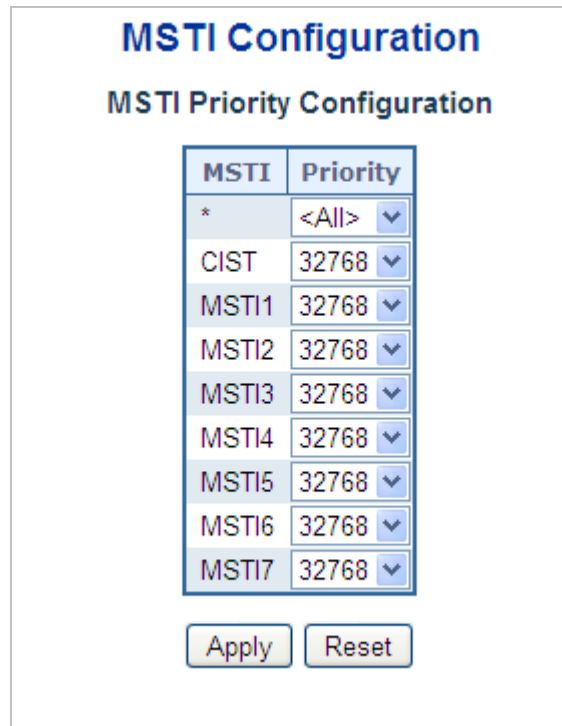 MSTI Configuration
MSTI Priority Configuration
MSTI Priority
* <All>
CIST 32768
MSTI1 32768
MSTI2 32768
MSTI3 32768
MSTI4 32768
MSTI5 32768
MSTI6 32768
MSTI7 32768
Apply Reset